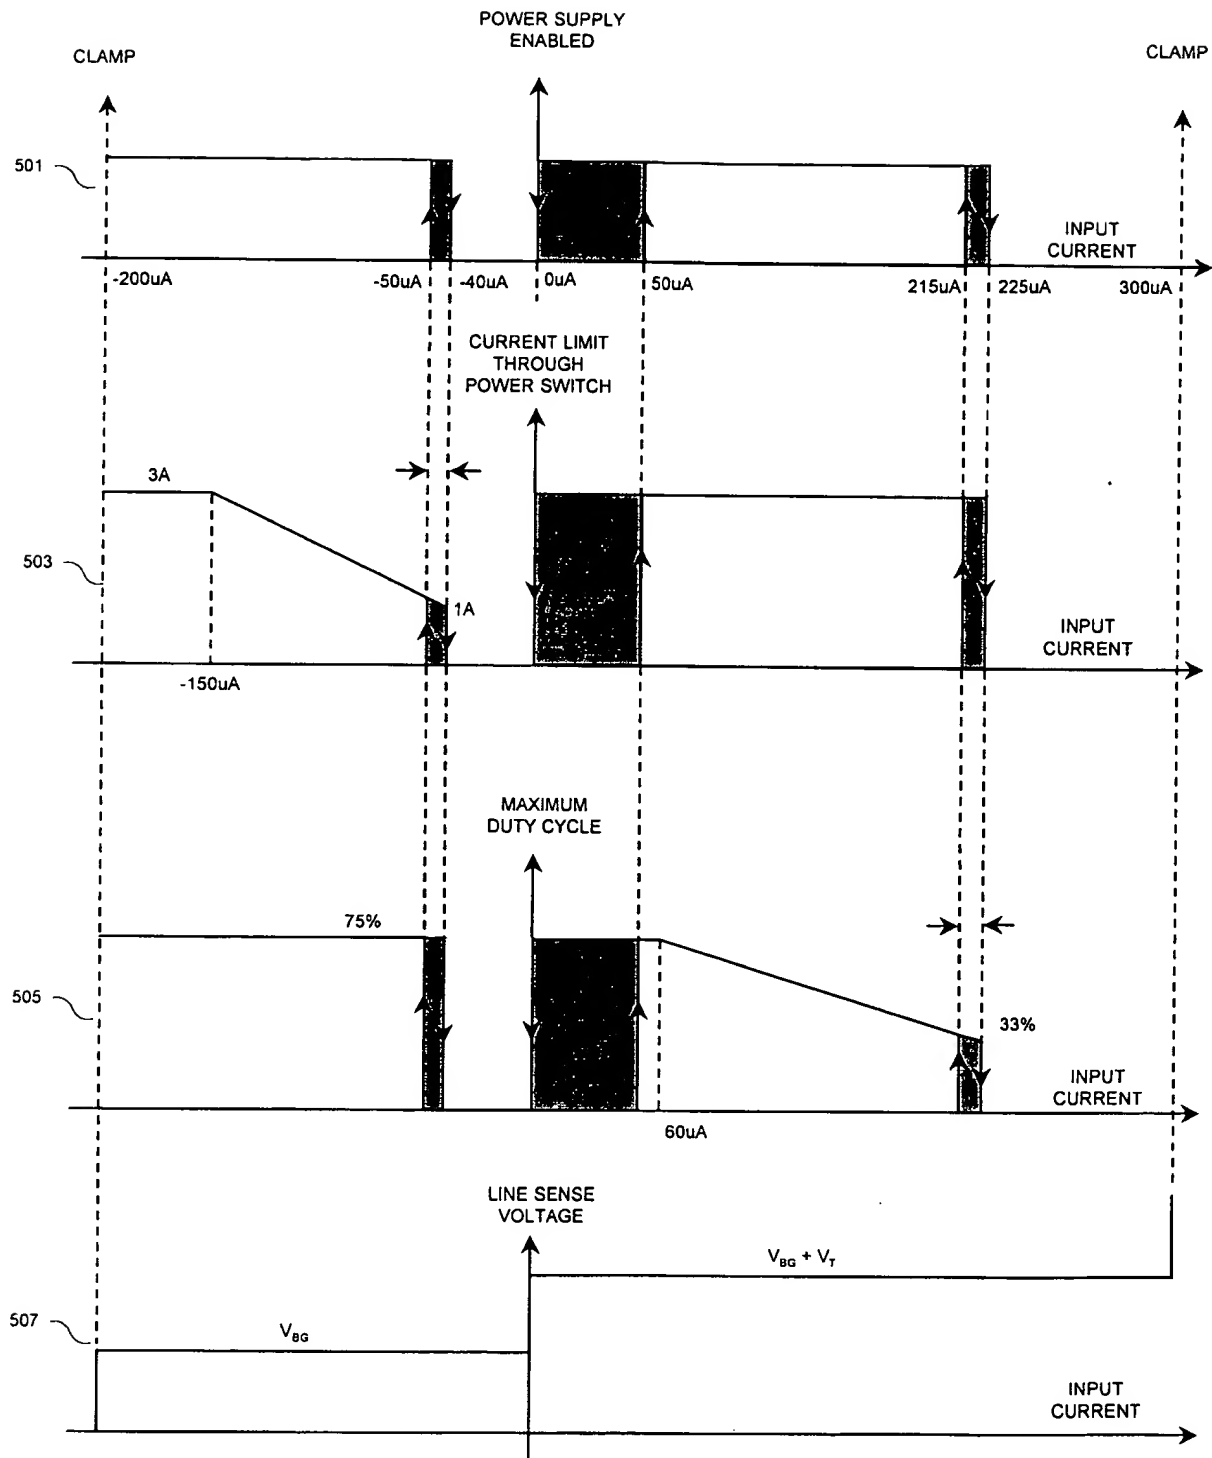 POWER SUPPLY
ENABLED
CLAMP
CLAMP
501
INPUT
CURRENT
-200uA
-50uA
-40uA
0uA
50uA
215uA
225uA
300uA
CURRENT LIMIT
THROUGH
POWER SWITCH
3A
503
1A
INPUT
CURRENT
-150uA
MAXIMUM
DUTY CYCLE
75%
505
33%
INPUT
CURRENT
60uA
LINE SENSE
VOLTAGE
V_BG + V_T
507
V_BG
INPUT
CURRENT